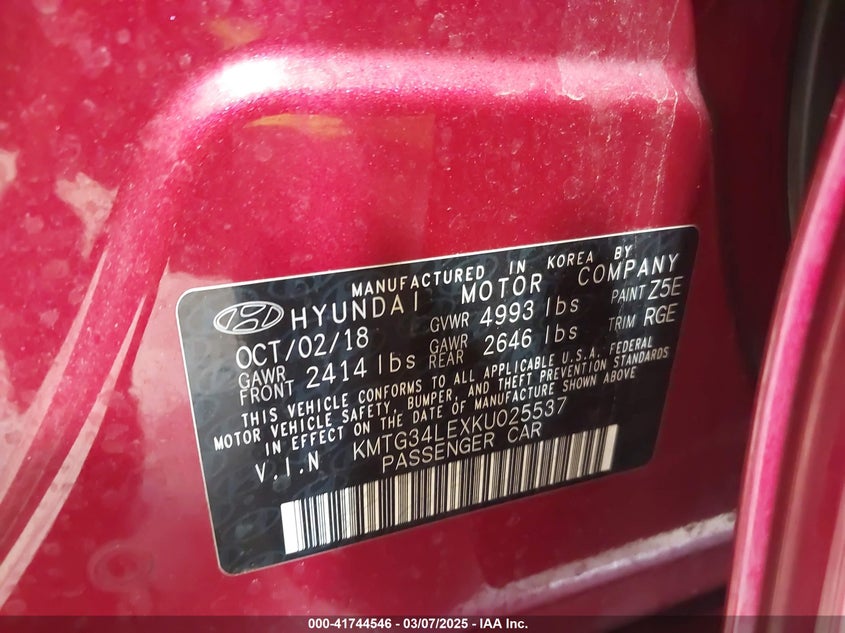 MANUFACTURED IN KOREA BY
HYUNDAI MOTOR COMPANY
OCT/02/18 GVWR 4993 lbs PAINT Z5E
GAWR FRONT 2414 lbs GAWR REAR 2646 lbs TRIM RGE
THIS VEHICLE CONFORMS TO ALL APPLICABLE U.S.A. FEDERAL
MOTOR VEHICLE SAFETY, BUMPER, AND THEFT PREVENTION STANDARDS
IN EFFECT ON THE DATE OF MANUFACTURE SHOWN ABOVE
V.I.N KMTG34LEXKU025537
PASSENGER CAR
000-41744546 - 03/07/2025 - IAA Inc.